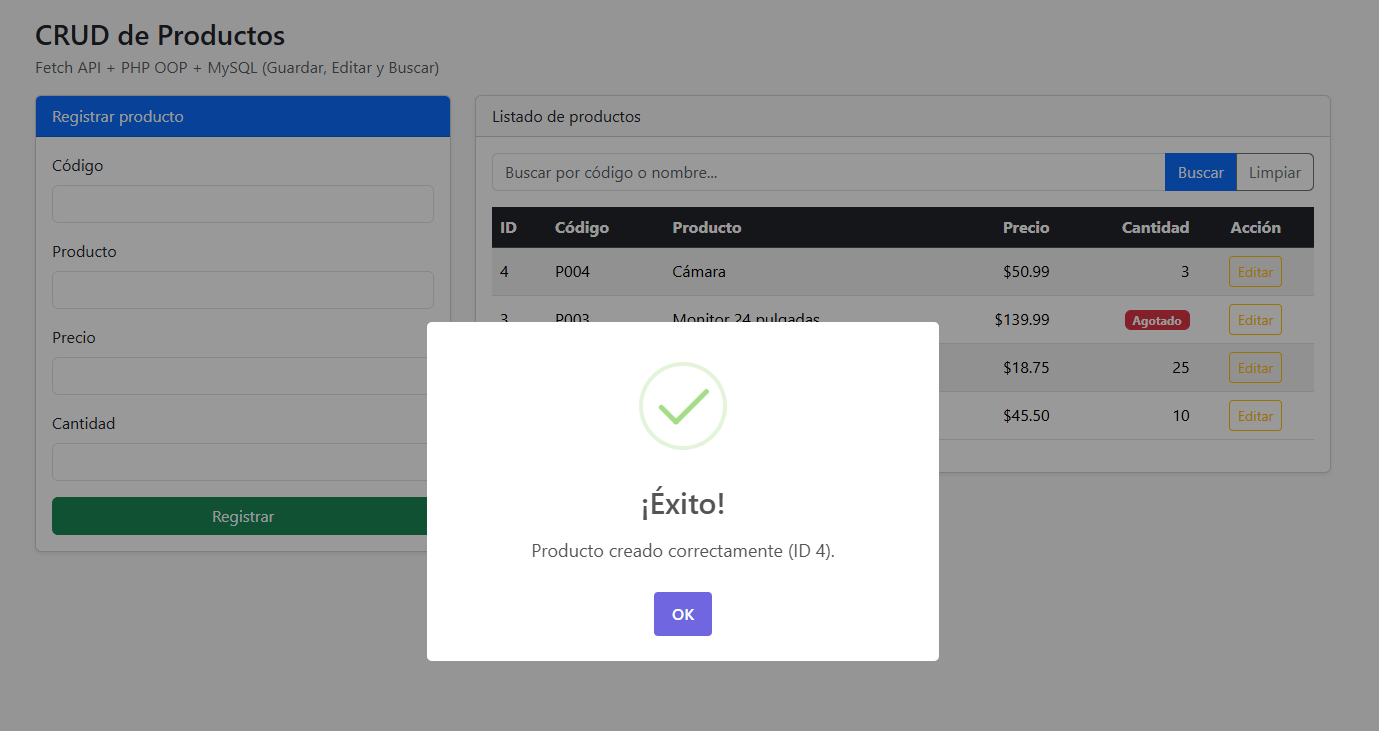 CRUD de Productos
Fetch API + PHP OOP + MySQL (Guardar, Editar y Buscar)
Registrar producto
Código
Producto
Precio
Cantidad
Registrar
Listado de productos
Buscar por código o nombre... Buscar Limpiar
ID Código Producto Precio Cantidad Acción
4 P004 Cámara $50.99 3 Editar
3 P003 Monitor 24 pulgadas $139.99 Agotado Editar
$18.75 25 Editar
$45.50 10 Editar
¡Éxito!
Producto creado correctamente (ID 4).
OK